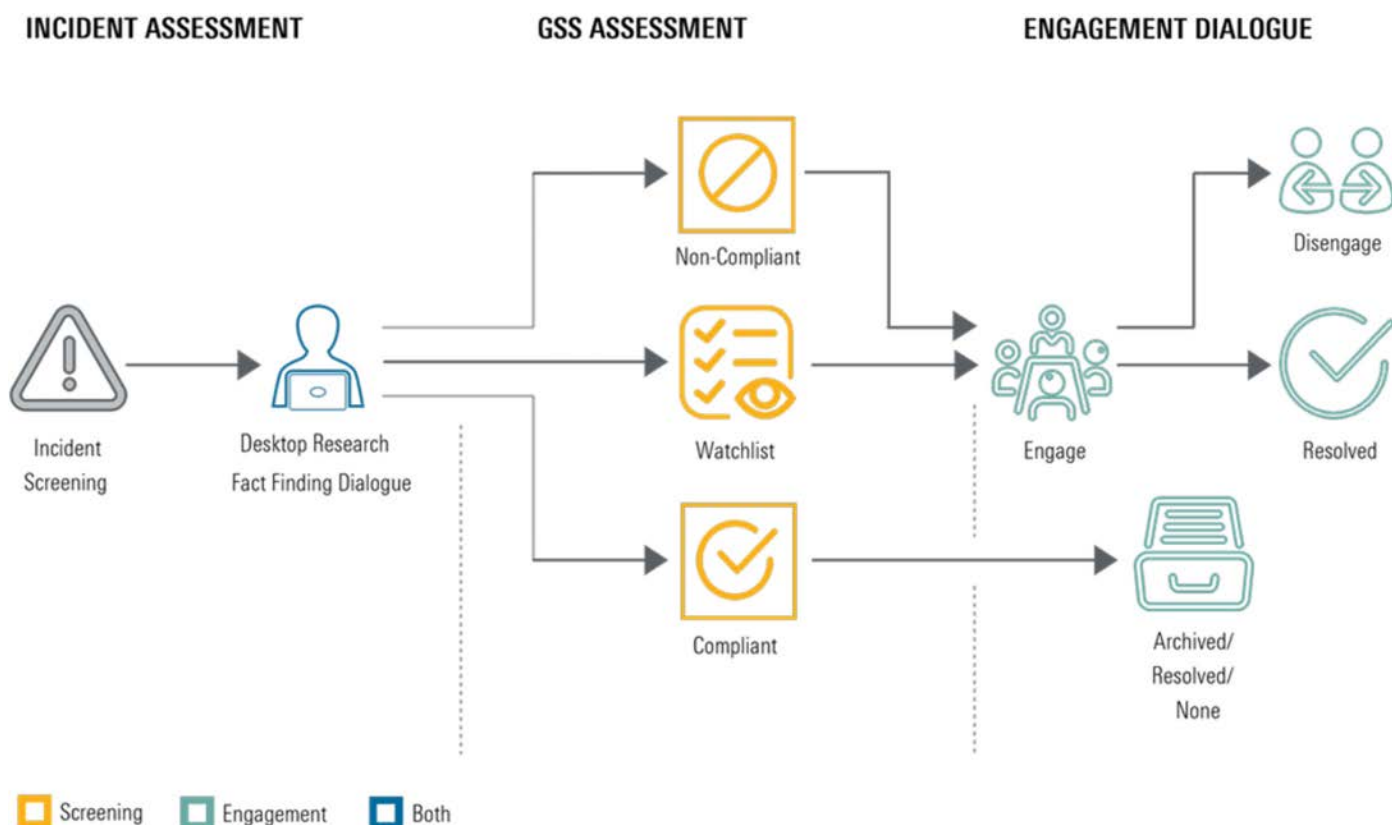 INCIDENT ASSESSMENT
GSS ASSESSMENT
ENGAGEMENT DIALOGUE
Non-Compliant
Disengage
Incident
Screening
Desktop Research
Fact Finding Dialogue
Watchlist
Engage
Resolved
Compliant
Archived/
Resolved/
None
Screening
Engagement
Both